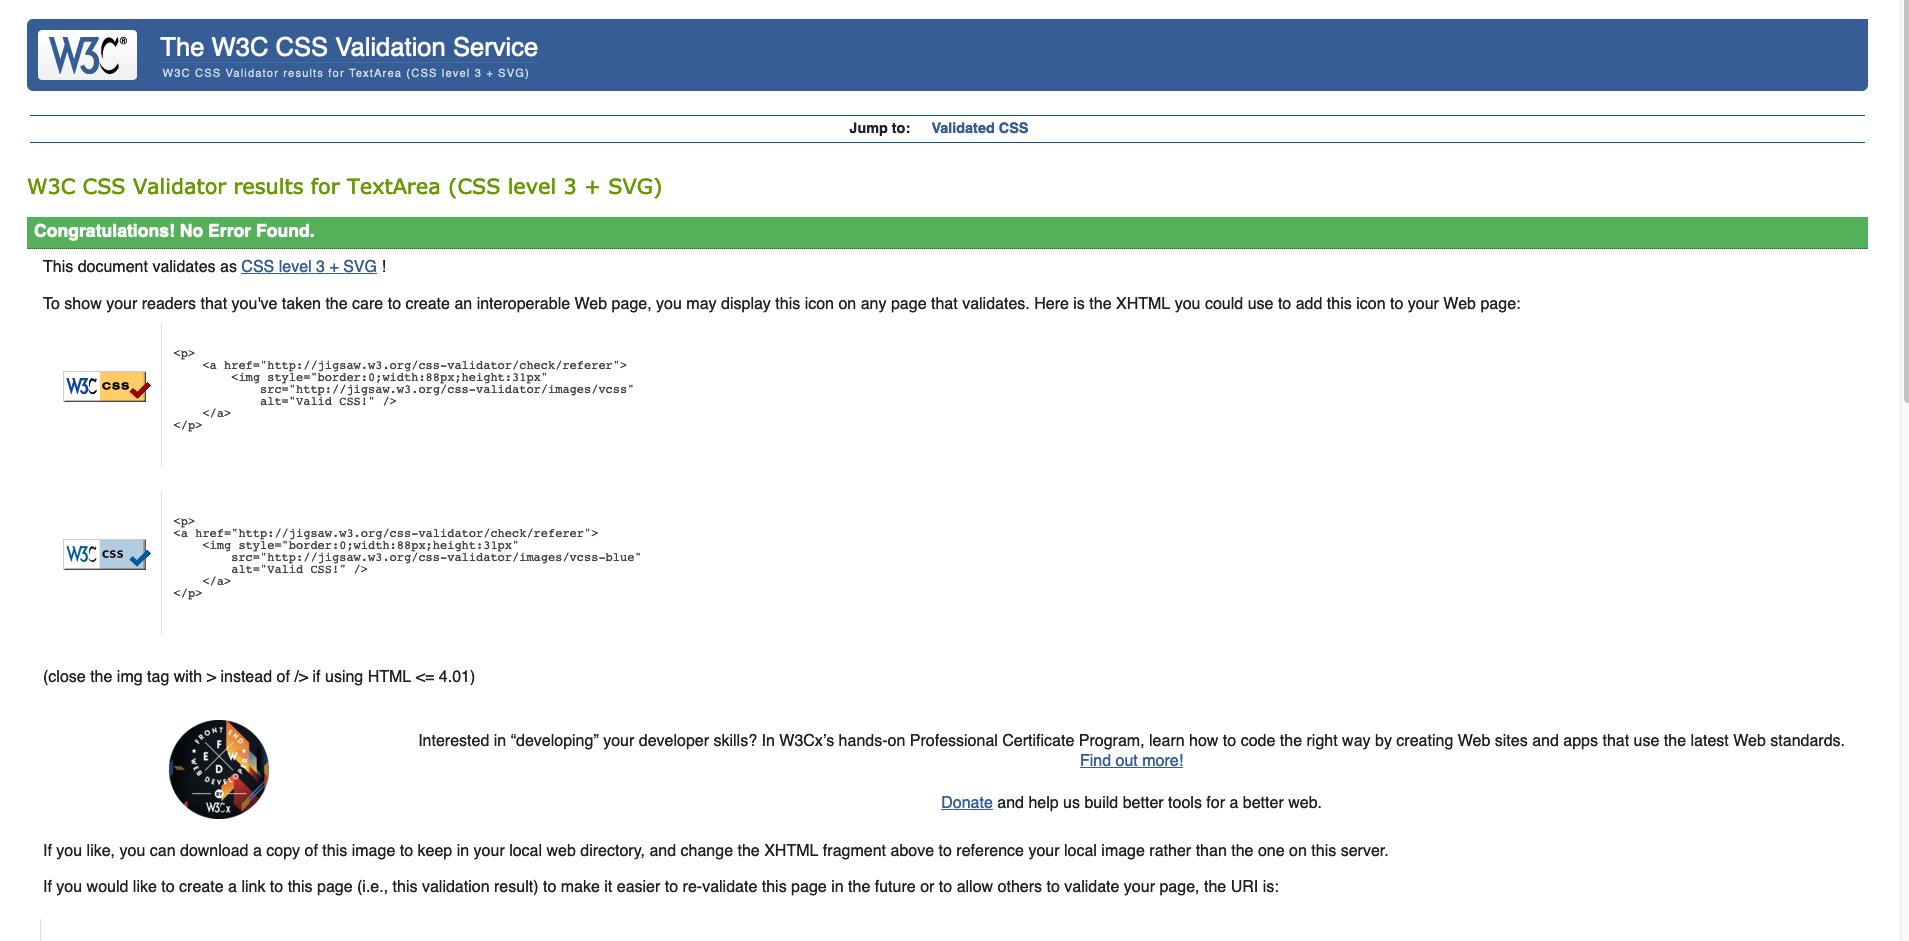 W3C®
The W3C CSS Validation Service
W3C CSS Validator results for TextArea (CSS level 3 + SVG)
Jump to: Validated CSS
W3C CSS Validator results for TextArea (CSS level 3 + SVG)
Congratulations! No Error Found.
This document validates as CSS level 3 + SVG !
To show your readers that you've taken the care to create an interoperable Web page, you may display this icon on any page that validates. Here is the XHTML you could use to add this icon to your Web page:
W3C css
<p>
<a href="http://jigsaw.w3.org/css-validator/check/referer">
<img style="border:0;width:88px;height:31px"
src="http://jigsaw.w3.org/css-validator/images/vcss"
alt="Valid CSS!" />
</a>
</p>
W3C css
<p>
<a href="http://jigsaw.w3.org/css-validator/check/referer">
<img style="border:0;width:88px;height:31px"
src="http://jigsaw.w3.org/css-validator/images/vcss-blue"
alt="Valid CSS!" />
</a>
</p>
(close the img tag with > instead of /> if using HTML <= 4.01)
FRONT END
WEB DEVELOPER
F
E W
D
BY
W3Cx
Interested in “developing” your developer skills? In W3Cx’s hands-on Professional Certificate Program, learn how to code the right way by creating Web sites and apps that use the latest Web standards.
Find out more!
Donate and help us build better tools for a better web.
If you like, you can download a copy of this image to keep in your local web directory, and change the XHTML fragment above to reference your local image rather than the one on this server.
If you would like to create a link to this page (i.e., this validation result) to make it easier to re-validate this page in the future or to allow others to validate your page, the URI is: